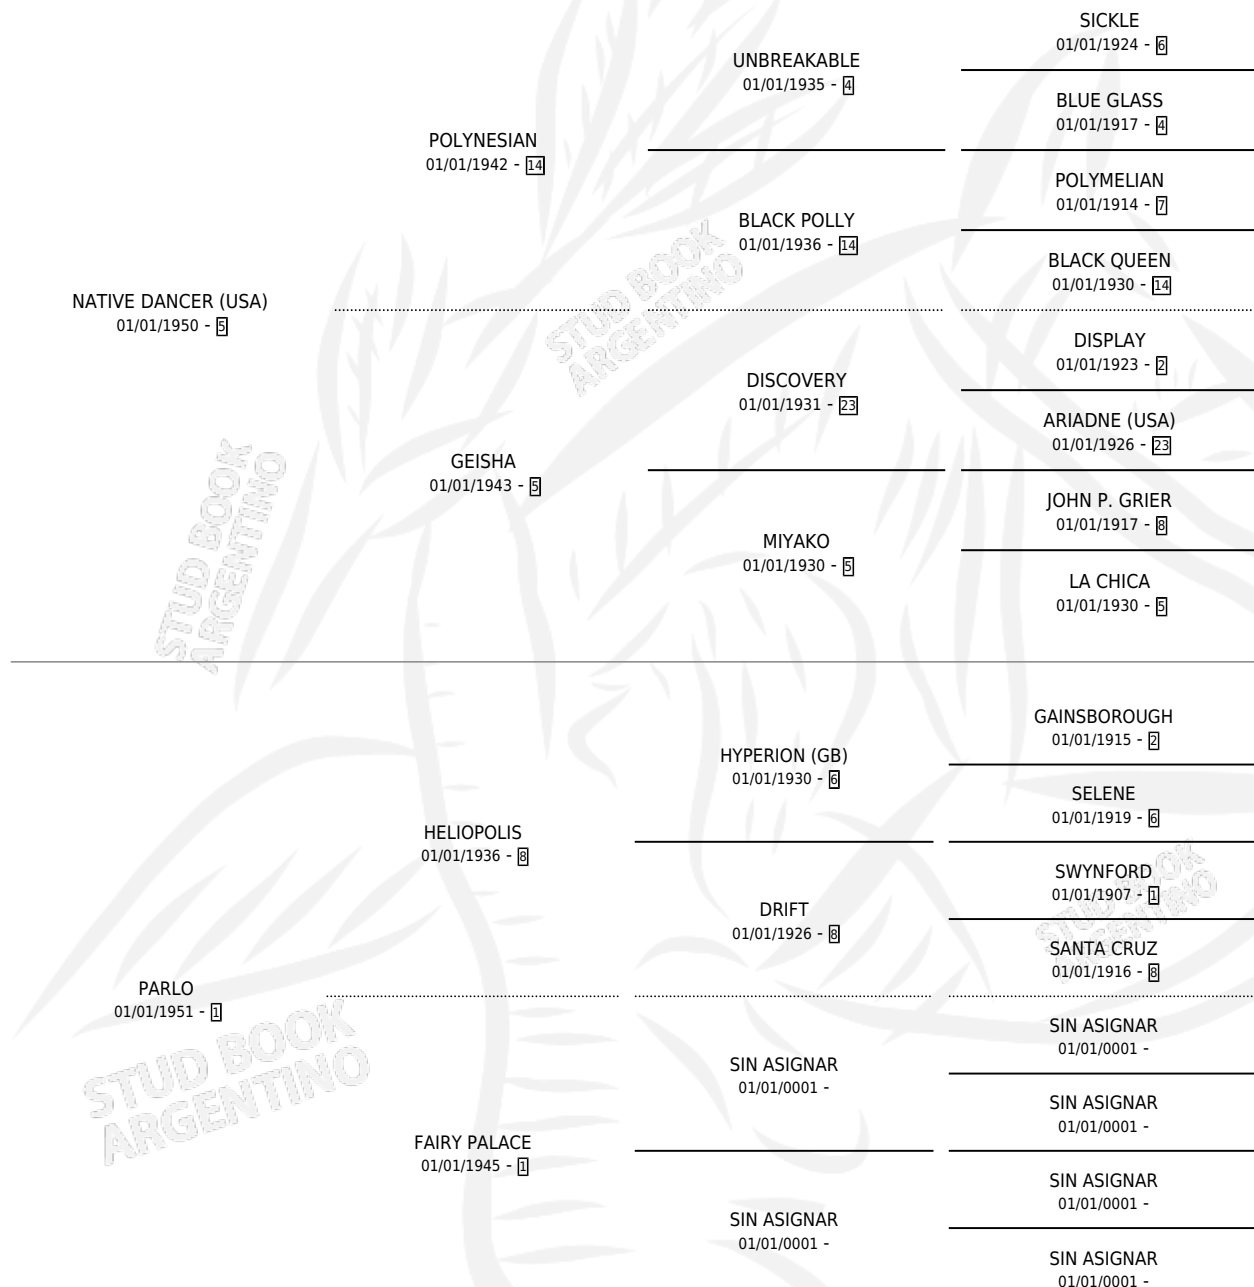 SICKLE
01/01/1924 - 6
UNBREAKABLE
01/01/1935 - 4
BLUE GLASS
01/01/1917 - 4
POLYNESIAN
01/01/1942 - 14
POLYMELIAN
01/01/1914 - 7
BLACK POLLY
01/01/1936 - 14
BLACK QUEEN
01/01/1930 - 14
NATIVE DANCER (USA)
01/01/1950 - 5
DISPLAY
01/01/1923 - 2
DISCOVERY
01/01/1931 - 23
ARIADNE (USA)
01/01/1926 - 23
GEISHA
01/01/1943 - 5
JOHN P. GRIER
01/01/1917 - 8
MIYAKO
01/01/1930 - 5
LA CHICA
01/01/1930 - 5
GAINSBOROUGH
01/01/1915 - 2
HYPERION (GB)
01/01/1930 - 6
SELENE
01/01/1919 - 6
HELIOPOLIS
01/01/1936 - 8
SWYNFORD
01/01/1907 - 1
DRIFT
01/01/1926 - 8
SANTA CRUZ
01/01/1916 - 8
PARLO
01/01/1951 - 1
SIN ASIGNAR
01/01/0001 -
SIN ASIGNAR
01/01/0001 -
SIN ASIGNAR
01/01/0001 -
FAIRY PALACE
01/01/1945 - 1
SIN ASIGNAR
01/01/0001 -
SIN ASIGNAR
01/01/0001 -
SIN ASIGNAR
01/01/0001 -
STUD BOOK
ARGENTINO
STUD BOOK
ARGENTINO
STUD BOOK
ARGENTINO
STUD BOOK
ARGENTINO